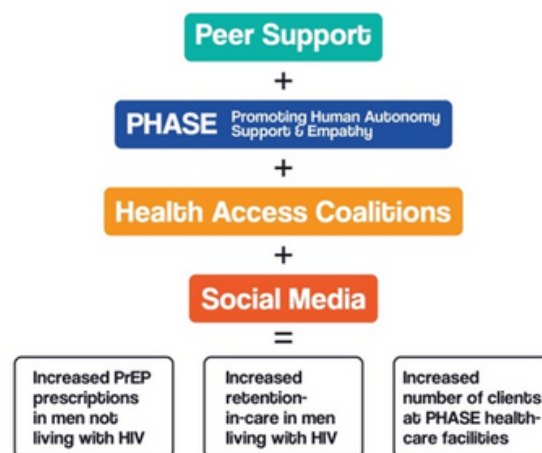 Peer Support
+
PHASE Promoting Human Autonomy
Support & Empathy
+
Health Access Coalitions
+
Social Media
=
Increased PrEP
prescriptions
in men not
living with HIV
Increased
retention-
in-care in men
living with HIV
Increased
number of clients
at PHASE health-
care facilities